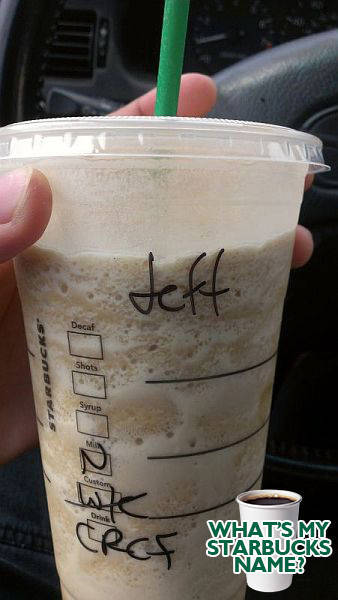 Jeff
Decaf
Shots
Syrup
Milk
N
Custom
WC
Drink
CRCF
STARBUCKS
WHAT'S MY
STARBUCKS
NAME?